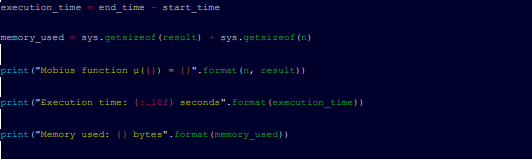 execution_time = end_time - start_time
memory_used = sys.getsizeof(result) + sys.getsizeof(n)
print("Mobius function μ({}) = {}".format(n, result))
print("Execution time: {:.10f} seconds".format(execution_time))
print("Memory used: {} bytes".format(memory_used))